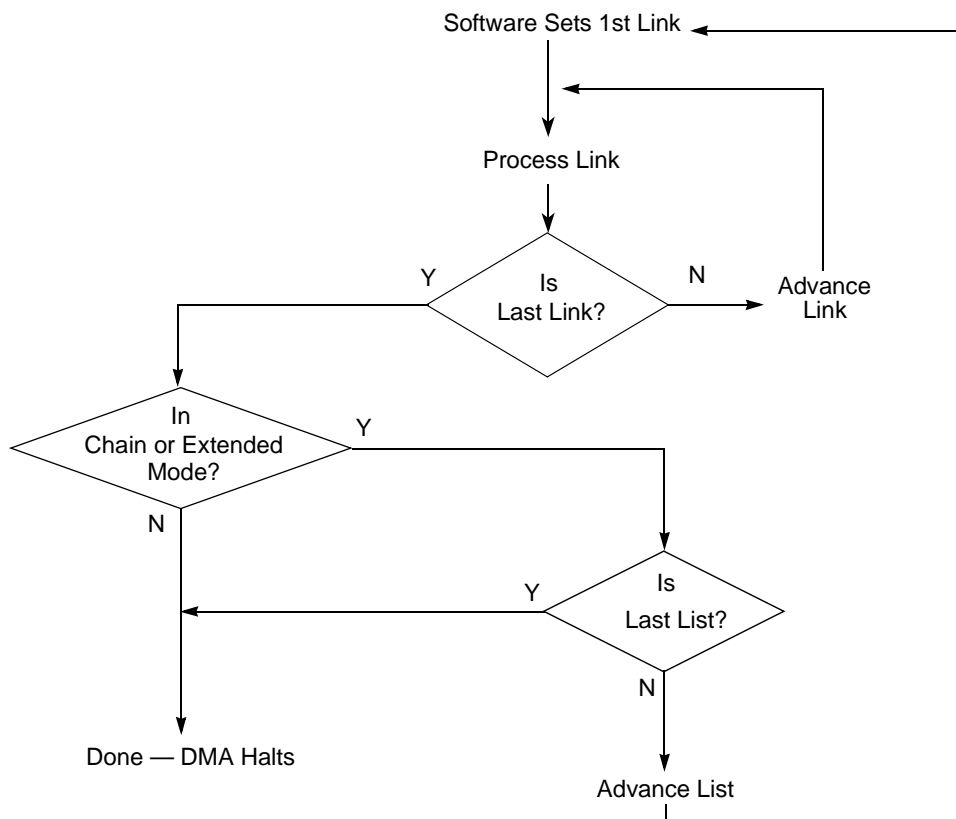 Software Sets 1st Link
Process Link
Y
Is
Last Link?
N
Advance
Link
In
Chain or Extended
Mode?
Y
N
Y
Is
Last List?
N
Done — DMA Halts
Advance List